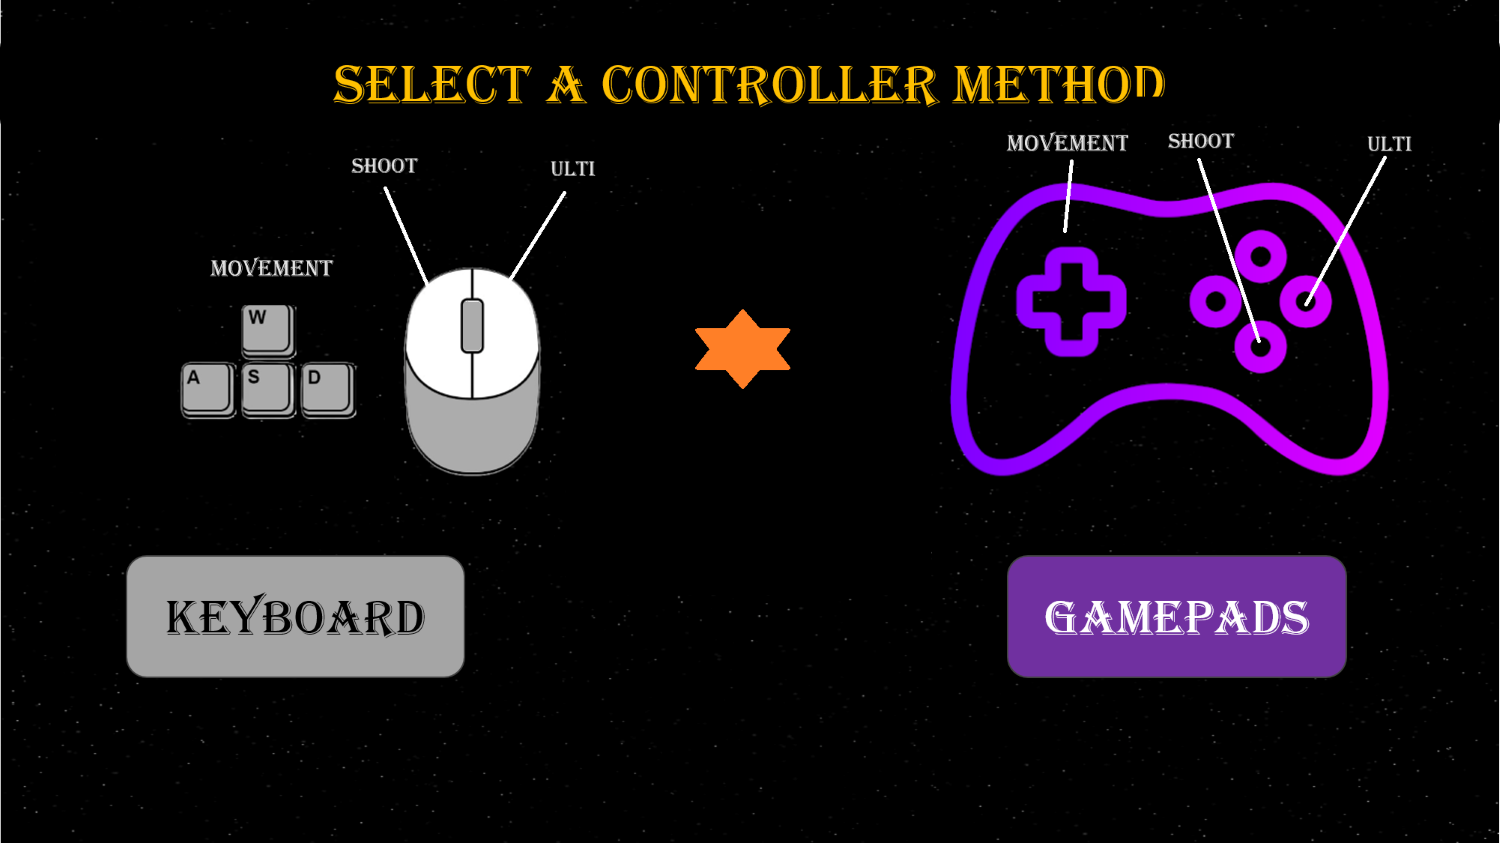 SELECT A CONTROLLER METHOD
MOVEMENT SHOOT ULTI
SHOOT ULTI
MOVEMENT
W
A S D
KEYBOARD GAMEPADS